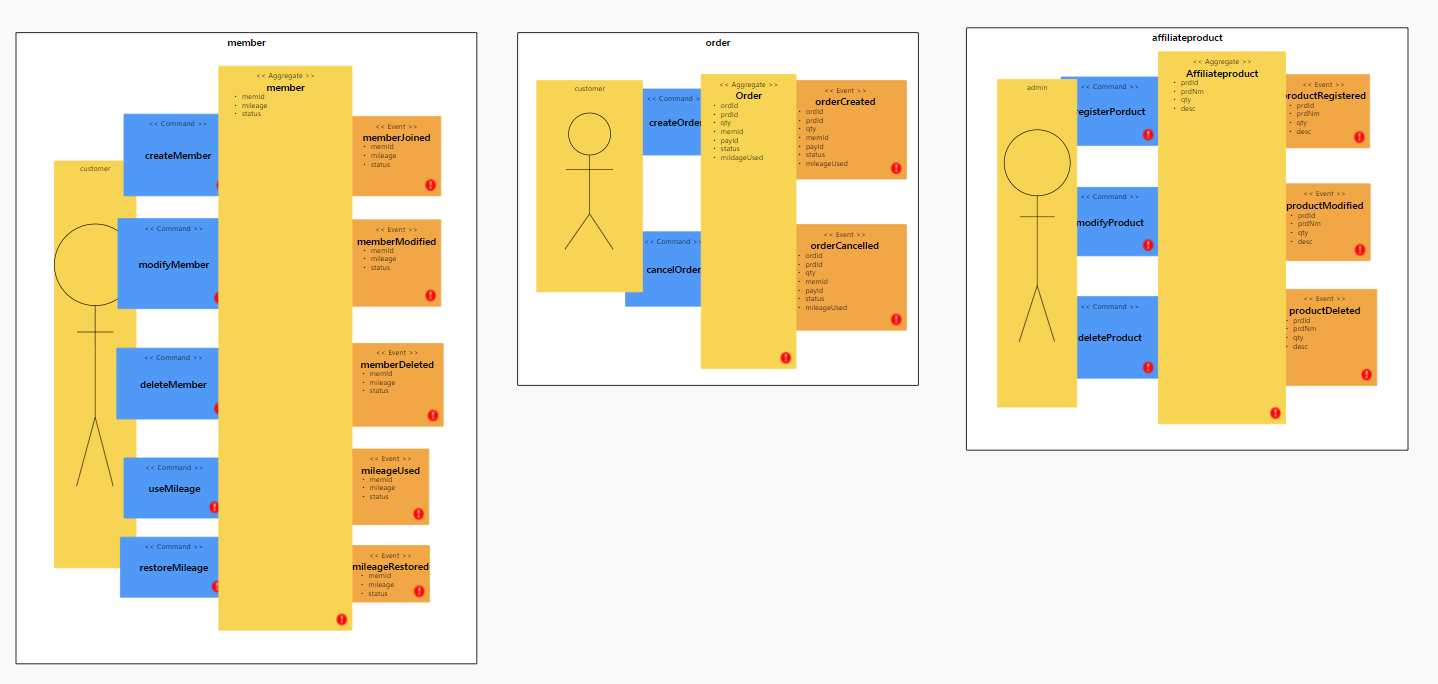 member
<< Aggregate >>
member
· memId
· mileage
· status
customer
<< Command >>
createMember
<< Command >>
modifyMember
<< Command >>
deleteMember
<< Command >>
useMileage
<< Command >>
restoreMileage
<< Event >>
memberJoined
· memId
· mileage
· status
<< Event >>
memberModified
· memId
· mileage
· status
<< Event >>
memberDeleted
· memId
· mileage
· status
<< Event >>
mileageUsed
· memId
· mileage
· status
<< Event >>
mileageRestored
· memId
· mileage
· status
order
customer
<< Command >
createOrder
<< Command >>
cancelOrder
<< Aggregate >>
Order
· ordId
· prdId
· qty
· memId
· payId
· status
· mildageUsed
<< Event >>
orderCreated
· ordId
· prdId
· qty
· memId
· payId
· status
· mileageUsed
<< Event >>
orderCancelled
· ordId
· prdId
· qty
· memId
· payId
· status
· mileageUsed
affiliateproduct
admin
<< Command >>
registerPorduct
<< Command >>
modifyProduct
<< Command >>
deleteProduct
<< Aggregate >>
Affiliateproduct
· prdId
· prdNm
· qty
· desc
<< Event >>
productRegistered
· prdId
· prdNm
· qty
· desc
<< Event >>
productModified
· prdId
· prdNm
· qty
· desc
<< Event >>
productDeleted
· prdId
· prdNm
· qty
· desc